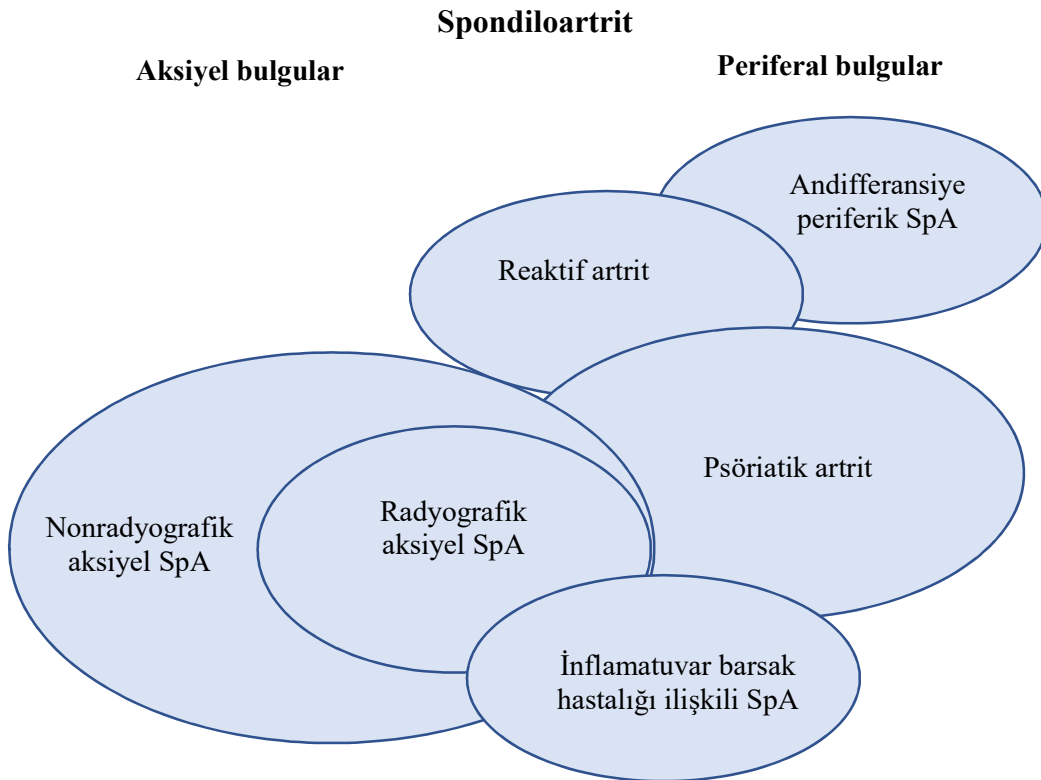 Spondiloartrit
Aksiyel bulgular
Periferal bulgular
Andifferansiye
periferik SpA
Reaktif artrit
Psöriatik artrit
Radyografik
aksiyel SpA
Nonradyografik
aksiyel SpA
İnflamatuvar barsak
hastalığı ilişkili SpA